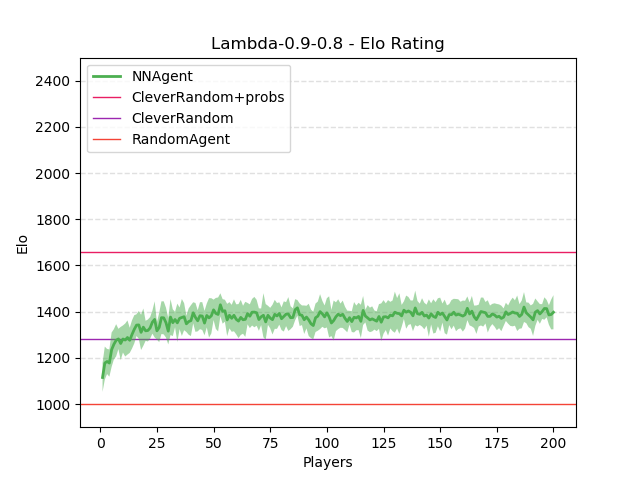 Lambda-0.9-0.8 - Elo Rating
NNAgent
CleverRandom+probs
CleverRandom
RandomAgent
2400
2200
2000
1800
1600
1400
1200
1000
Elo
0 25 50 75 100 125 150 175 200
Players